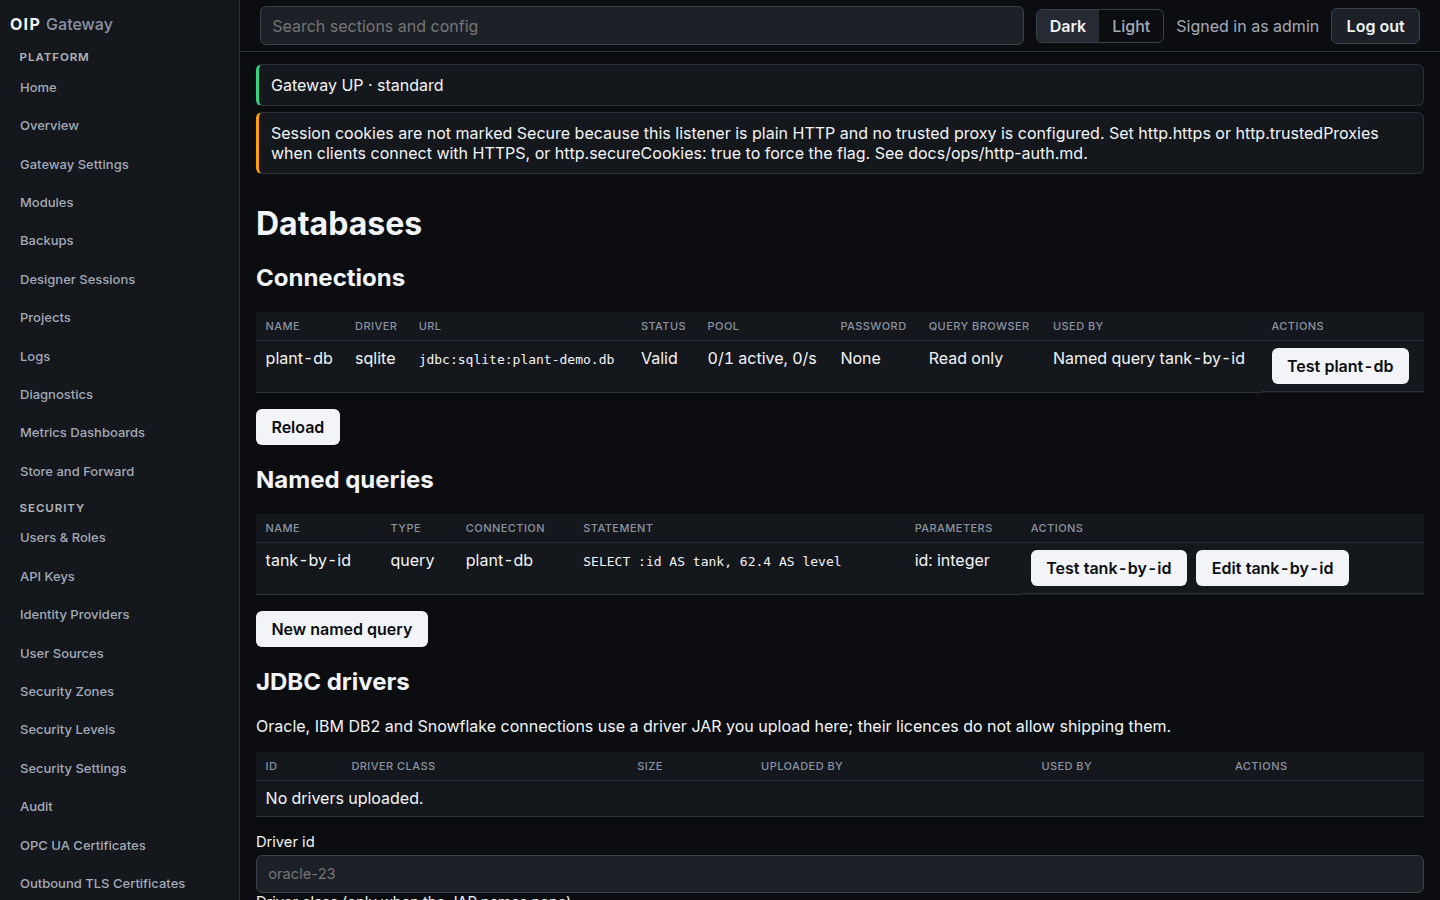 OIP Gateway
PLATFORM
Home
Overview
Gateway Settings
Modules
Backups
Designer Sessions
Projects
Logs
Diagnostics
Metrics Dashboards
Store and Forward
SECURITY
Users & Roles
API Keys
Identity Providers
User Sources
Security Zones
Security Levels
Security Settings
Audit
OPC UA Certificates
Outbound TLS Certificates
Search sections and config
Dark Light Signed in as admin Log out
Gateway UP · standard
Session cookies are not marked Secure because this listener is plain HTTP and no trusted proxy is configured. Set http.https or http.trustedProxies
when clients connect with HTTPS, or http.secureCookies: true to force the flag. See docs/ops/http-auth.md.
Databases
Connections
NAME DRIVER URL STATUS POOL PASSWORD QUERY BROWSER USED BY ACTIONS
plant-db sqlite jdbc:sqlite:plant-demo.db Valid 0/1 active, 0/s None Read only Named query tank-by-id Test plant-db
Reload
Named queries
NAME TYPE CONNECTION STATEMENT PARAMETERS ACTIONS
tank-by-id query plant-db SELECT :id AS tank, 62.4 AS level id: integer Test tank-by-id Edit tank-by-id
New named query
JDBC drivers
Oracle, IBM DB2 and Snowflake connections use a driver JAR you upload here; their licences do not allow shipping them.
ID DRIVER CLASS SIZE UPLOADED BY USED BY ACTIONS
No drivers uploaded.
Driver id
oracle-23
Driver class (only when the JAR names none)